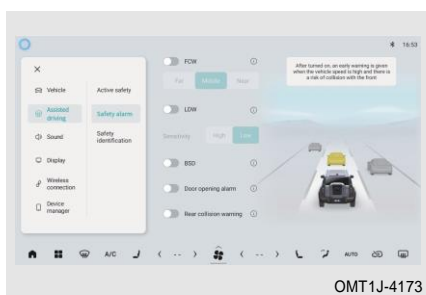 16:53
After turned on, an early warning is given
when the vehicle speed is high and there is
a risk of collision with the front
Vehicle
Assisted
driving
Sound
Display
Wireless
connection
Device
manager
Active safety
Safety alarm
Safety
identification
FCW
Far Middle Near
LDW
Sensitivity High Low
BSD
Door opening alarm
Rear collision warning
A/C < -- > < -- > AUTO
OMT1J-4173